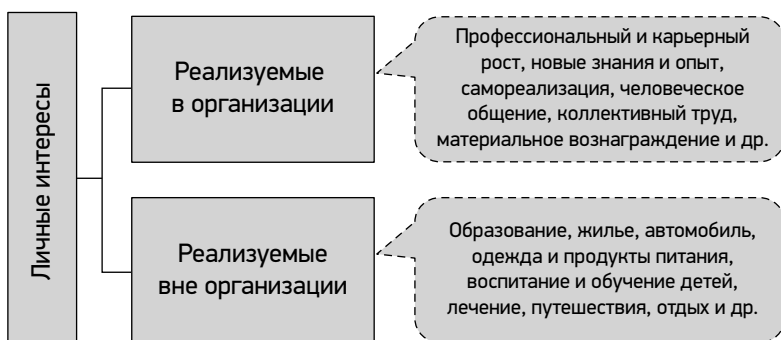 Личные интересы
Реализуемые
в организации
Профессиональный и карьерный
рост, новые знания и опыт,
самореализация, человеческое
общение, коллективный труд,
материальное вознаграждение и др.
Реализуемые
вне организации
Образование, жилье, автомобиль,
одежда и продукты питания,
воспитание и обучение детей,
лечение, путешествия, отдых и др.